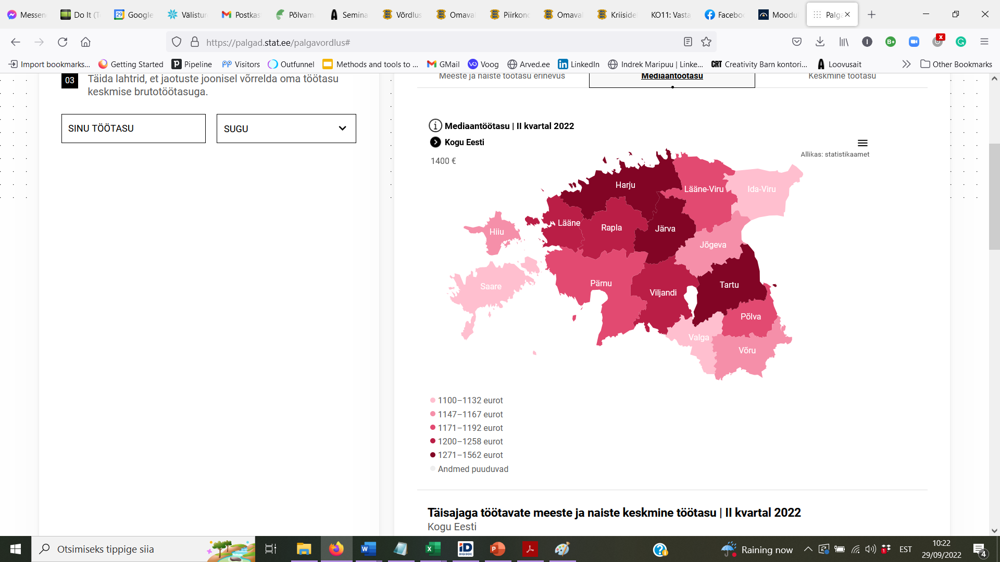 Messen
Do It (T
Google
Välistur
Postkas
Põlvam
Semina
Võrdlus
Omaval
Piirkond
Omaval
Kriiside
KO11: Vasta
Facebo
Moodu
Palga
https://palgad.stat.ee/palgavordlus#
Import bookmarks...
Getting Started
Pipeline
Visitors
Outfunnel
Methods and tools to ...
GMail
Voog
Arved.ee
LinkedIn
Indrek Maripuu | Linke...
CRT Creativity Barn kontori...
Loovusait
Other Bookmarks
03 Täida lahtrid, et jaotuste joonisel võrrelda oma töötasu
keskmise brutotöötasuga.
SINU TÖÖTASU
SUGU
Meeste ja naiste töötasu erinevus
Mediaantöötasu
Keskmine töötasu
Mediaantöötasu | II kvartal 2022
Kogu Eesti
1400 €
Allikas: statistikaamet
Harju
Lääne-Viru
Ida-Viru
Hiiu
Lääne
Rapla
Järva
Jõgeva
Saare
Pärnu
Viljandi
Tartu
Põlva
Valga
Võru
1100–1132 eurot
1147–1167 eurot
1171–1192 eurot
1200–1258 eurot
1271–1562 eurot
Andmed puuduvad
Täisajaga töötavate meeste ja naiste keskmine töötasu | II kvartal 2022
Kogu Eesti
Otsimiseks tippige siia
Raining now
EST
10:22
29/09/2022
4